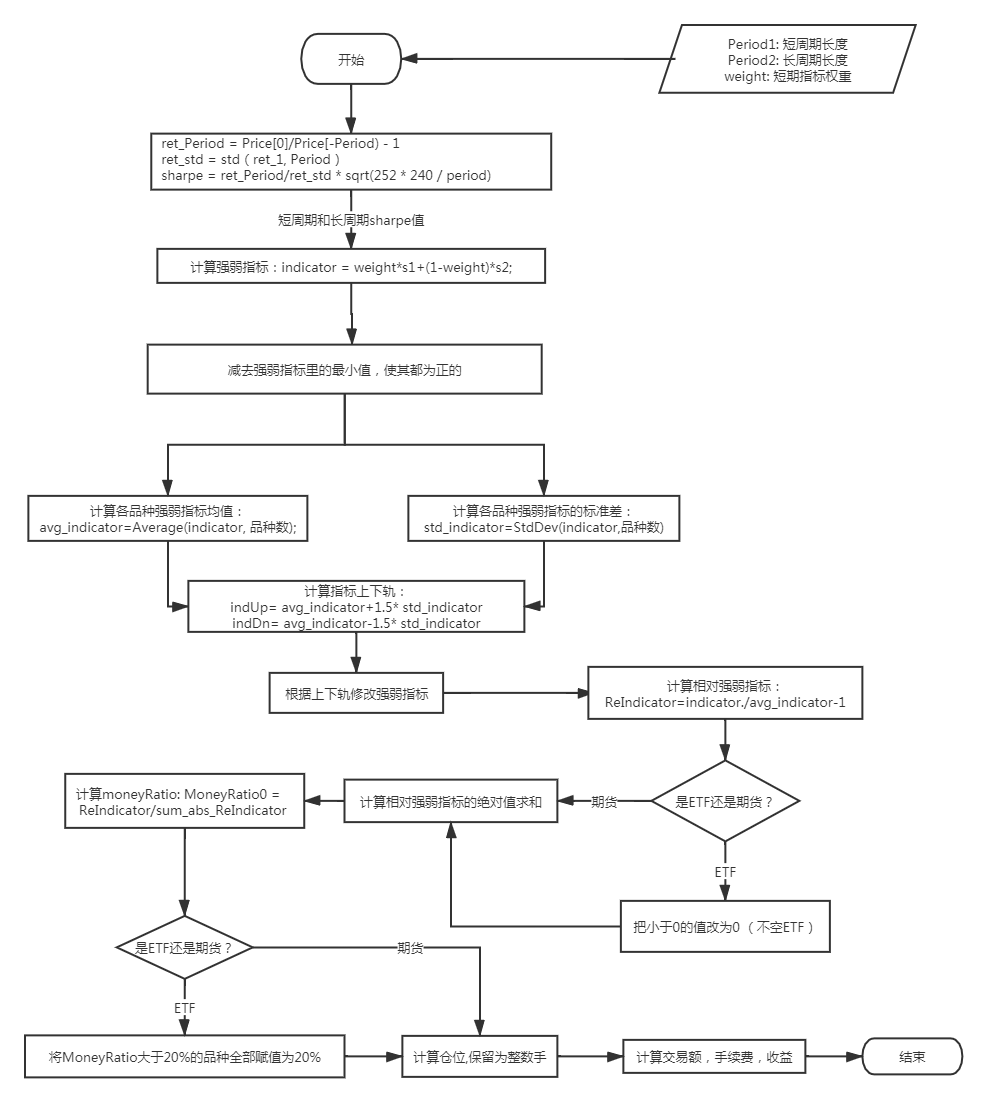 开始
Period1: 短周期长度
Period2: 长周期长度
weight: 短期指标权重
ret_Period = Price[0]/Price[-Period) - 1
ret_std = std ( ret_1, Period )
sharpe = ret_Period/ret_std * sqrt(252 * 240 / period)
短周期和长周期sharpe值
计算强弱指标：indicator = weight*s1+(1-weight)*s2;
减去强弱指标里的最小值，使其都为正的
计算各品种强弱指标均值：
avg_indicator=Average(indicator, 品种数);
计算各品种强弱指标的标准差：
std_indicator=StdDev(indicator,品种数)
计算指标上下轨：
indUp= avg_indicator+1.5* std_indicator
indDn= avg_indicator-1.5* std_indicator
根据上下轨修改强弱指标
计算相对强弱指标：
ReIndicator=indicator./avg_indicator-1
是ETF还是期货？
期货
计算相对强弱指标的绝对值求和
计算moneyRatio: MoneyRatio0 =
ReIndicator/sum_abs_ReIndicator
ETF
把小于0的值改为0 （不空ETF）
是ETF还是期货？
期货
ETF
将MoneyRatio大于20%的品种全部赋值为20%
计算仓位,保留为整数手
计算交易额，手续费，收益
结束